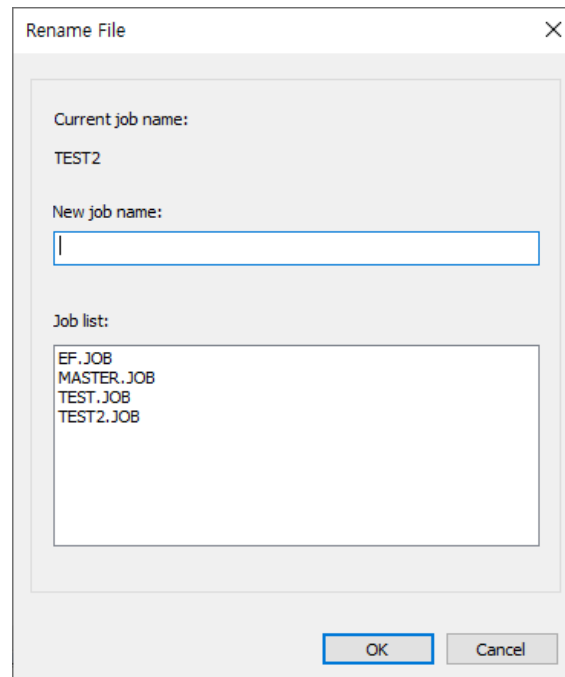 Rename File
Current job name:
TEST2
New job name:
Job list:
EF.JOB
MASTER.JOB
TEST.JOB
TEST2.JOB
OK Cancel